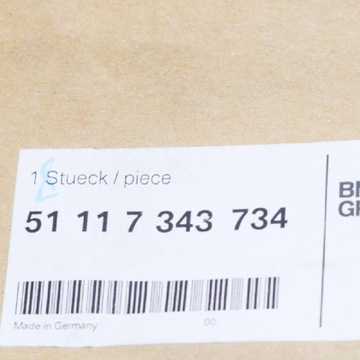 1 Stueck / piece
51 11 7 343 734
Made in Germany
00